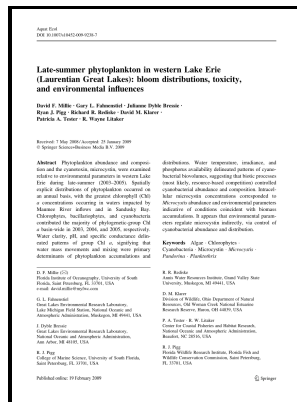 Aquat Ecol
DOI 10.1007/s10452-009-9238-7
Late-summer phytoplankton in western Lake Erie
(Laurentian Great Lakes): bloom distributions, toxicity,
and environmental influences
David F. Millie · Gary L. Fahnenstiel · Julianne Dyble Bressie ·
Ryan J. Pigg · Richard R. Rediske · David M. Klarer ·
Patricia A. Tester · R. Wayne Litaker
Received: 7 May 2008 / Accepted: 25 January 2009
© Springer Science+Business Media B.V. 2009
Abstract Phytoplankton abundance and composi-
tion and the cyanotoxin, microcystin, were examined
relative to environmental parameters in western Lake
Erie during late-summer (2003–2005). Spatially
explicit distributions of phytoplankton occurred on
an annual basis, with the greatest chlorophyll (Chl)
a concentrations occurring in waters impacted by
Maumee River inflows and in Sandusky Bay.
Chlorophytes, bacillariophytes, and cyanobacteria
contributed the majority of phylogenetic-group Chl
a basin-wide in 2003, 2004, and 2005, respectively.
Water clarity, pH, and specific conductance delin-
eated patterns of group Chl a, signifying that
water mass movements and mixing were primary
determinants of phytoplankton accumulations and
distributions. Water temperature, irradiance, and
phosphorus availability delineated patterns of cyano-
bacterial biovolumes, suggesting that biotic processes
(most likely, resource-based competition) controlled
cyanobacterial abundance and composition. Intracel-
lular microcystin concentrations corresponded to
Microcystis abundance and environmental parameters
indicative of conditions coincident with biomass
accumulations. It appears that environmental param-
eters regulate microcystin indirectly, via control of
cyanobacterial abundance and distribution.
Keywords Algae · Chlorophytes ·
Cyanobacteria · Microcystis · Microcystin ·
Parasitus · Planktothrix
D. F. Millie (✉)
Florida Institute of Oceanography, University of South
Florida, Saint Petersburg, FL 33701, USA
G. L. Fahnenstiel
Great Lakes Environmental Research Laboratory,
Lake Michigan Field Station, National Oceanic and
Atmospheric Administration, Muskegon, MI 49441, USA
J. Dyble Bressie
Great Lakes Environmental Research Laboratory,
National Oceanic and Atmospheric Administration,
Ann Arbor, MI 48105, USA
R. J. Pigg
College of Marine Science, University of South Florida,
Saint Petersburg, FL 33701, USA
R. R. Rediske
Annis Water Resources Institute, Grand Valley State
University, Muskegon, MI 49441, USA
D. M. Klarer
Division of Wildlife, Ohio Department of Natural
Resources, Old Woman Creek National Estuarine
Research Reserve, Huron, OH 44839, USA
P. A. Tester · R. W. Litaker
Center for Coastal Fisheries and Habitat Research,
National Oceanic and Atmospheric Administration,
Beaufort, NC 28516, USA
R. J. Pigg
Florida Wildlife Research Institute, Florida Fish and
Wildlife Conservation Commission, Saint Petersburg,
FL 33701, USA
Published online: 19 February 2009
Springer